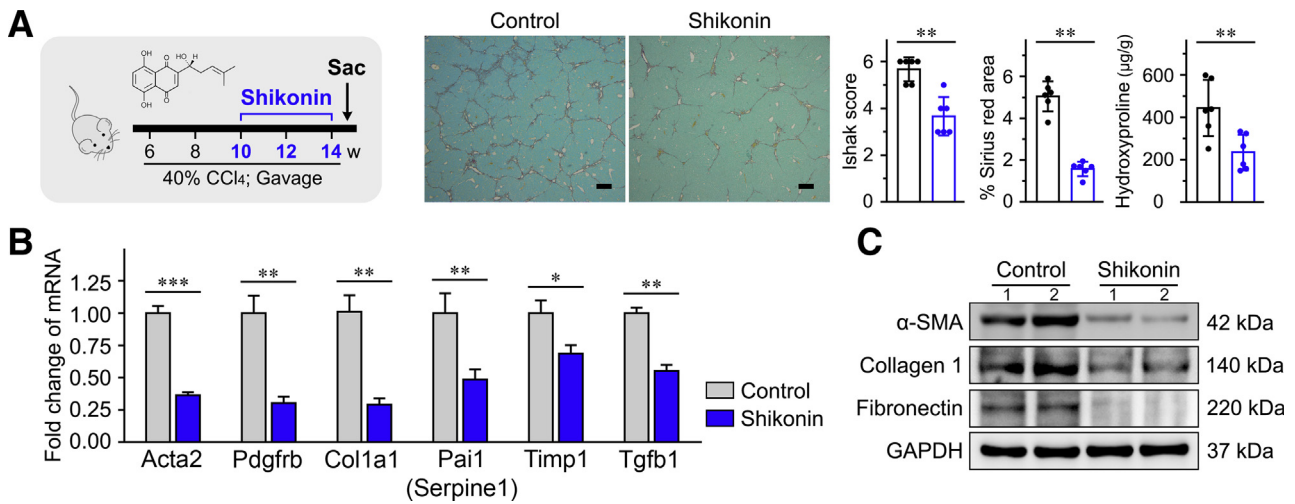 A
OH
O
HO
H
OH
O
Shikonin
Sac
6 8 10 12 14 w
40% CCl₄; Gavage
Control
Shikonin
Ishak score
6
4
2
0
**
% Sirius red area
6
4
2
0
**
Hydroxyproline (µg/g)
600
400
200
0
**
B
Fold change of mRNA
1.25
1.00
0.75
0.50
0.25
0.00
*** ** ** ** * **
Acta2 Pdgfrb Col1a1 Pai1 Timp1 Tgfb1
(Serpine1)
Control
Shikonin
C
Control Shikonin
1 2 1 2
α-SMA 42 kDa
Collagen 1 140 kDa
Fibronectin 220 kDa
GAPDH 37 kDa